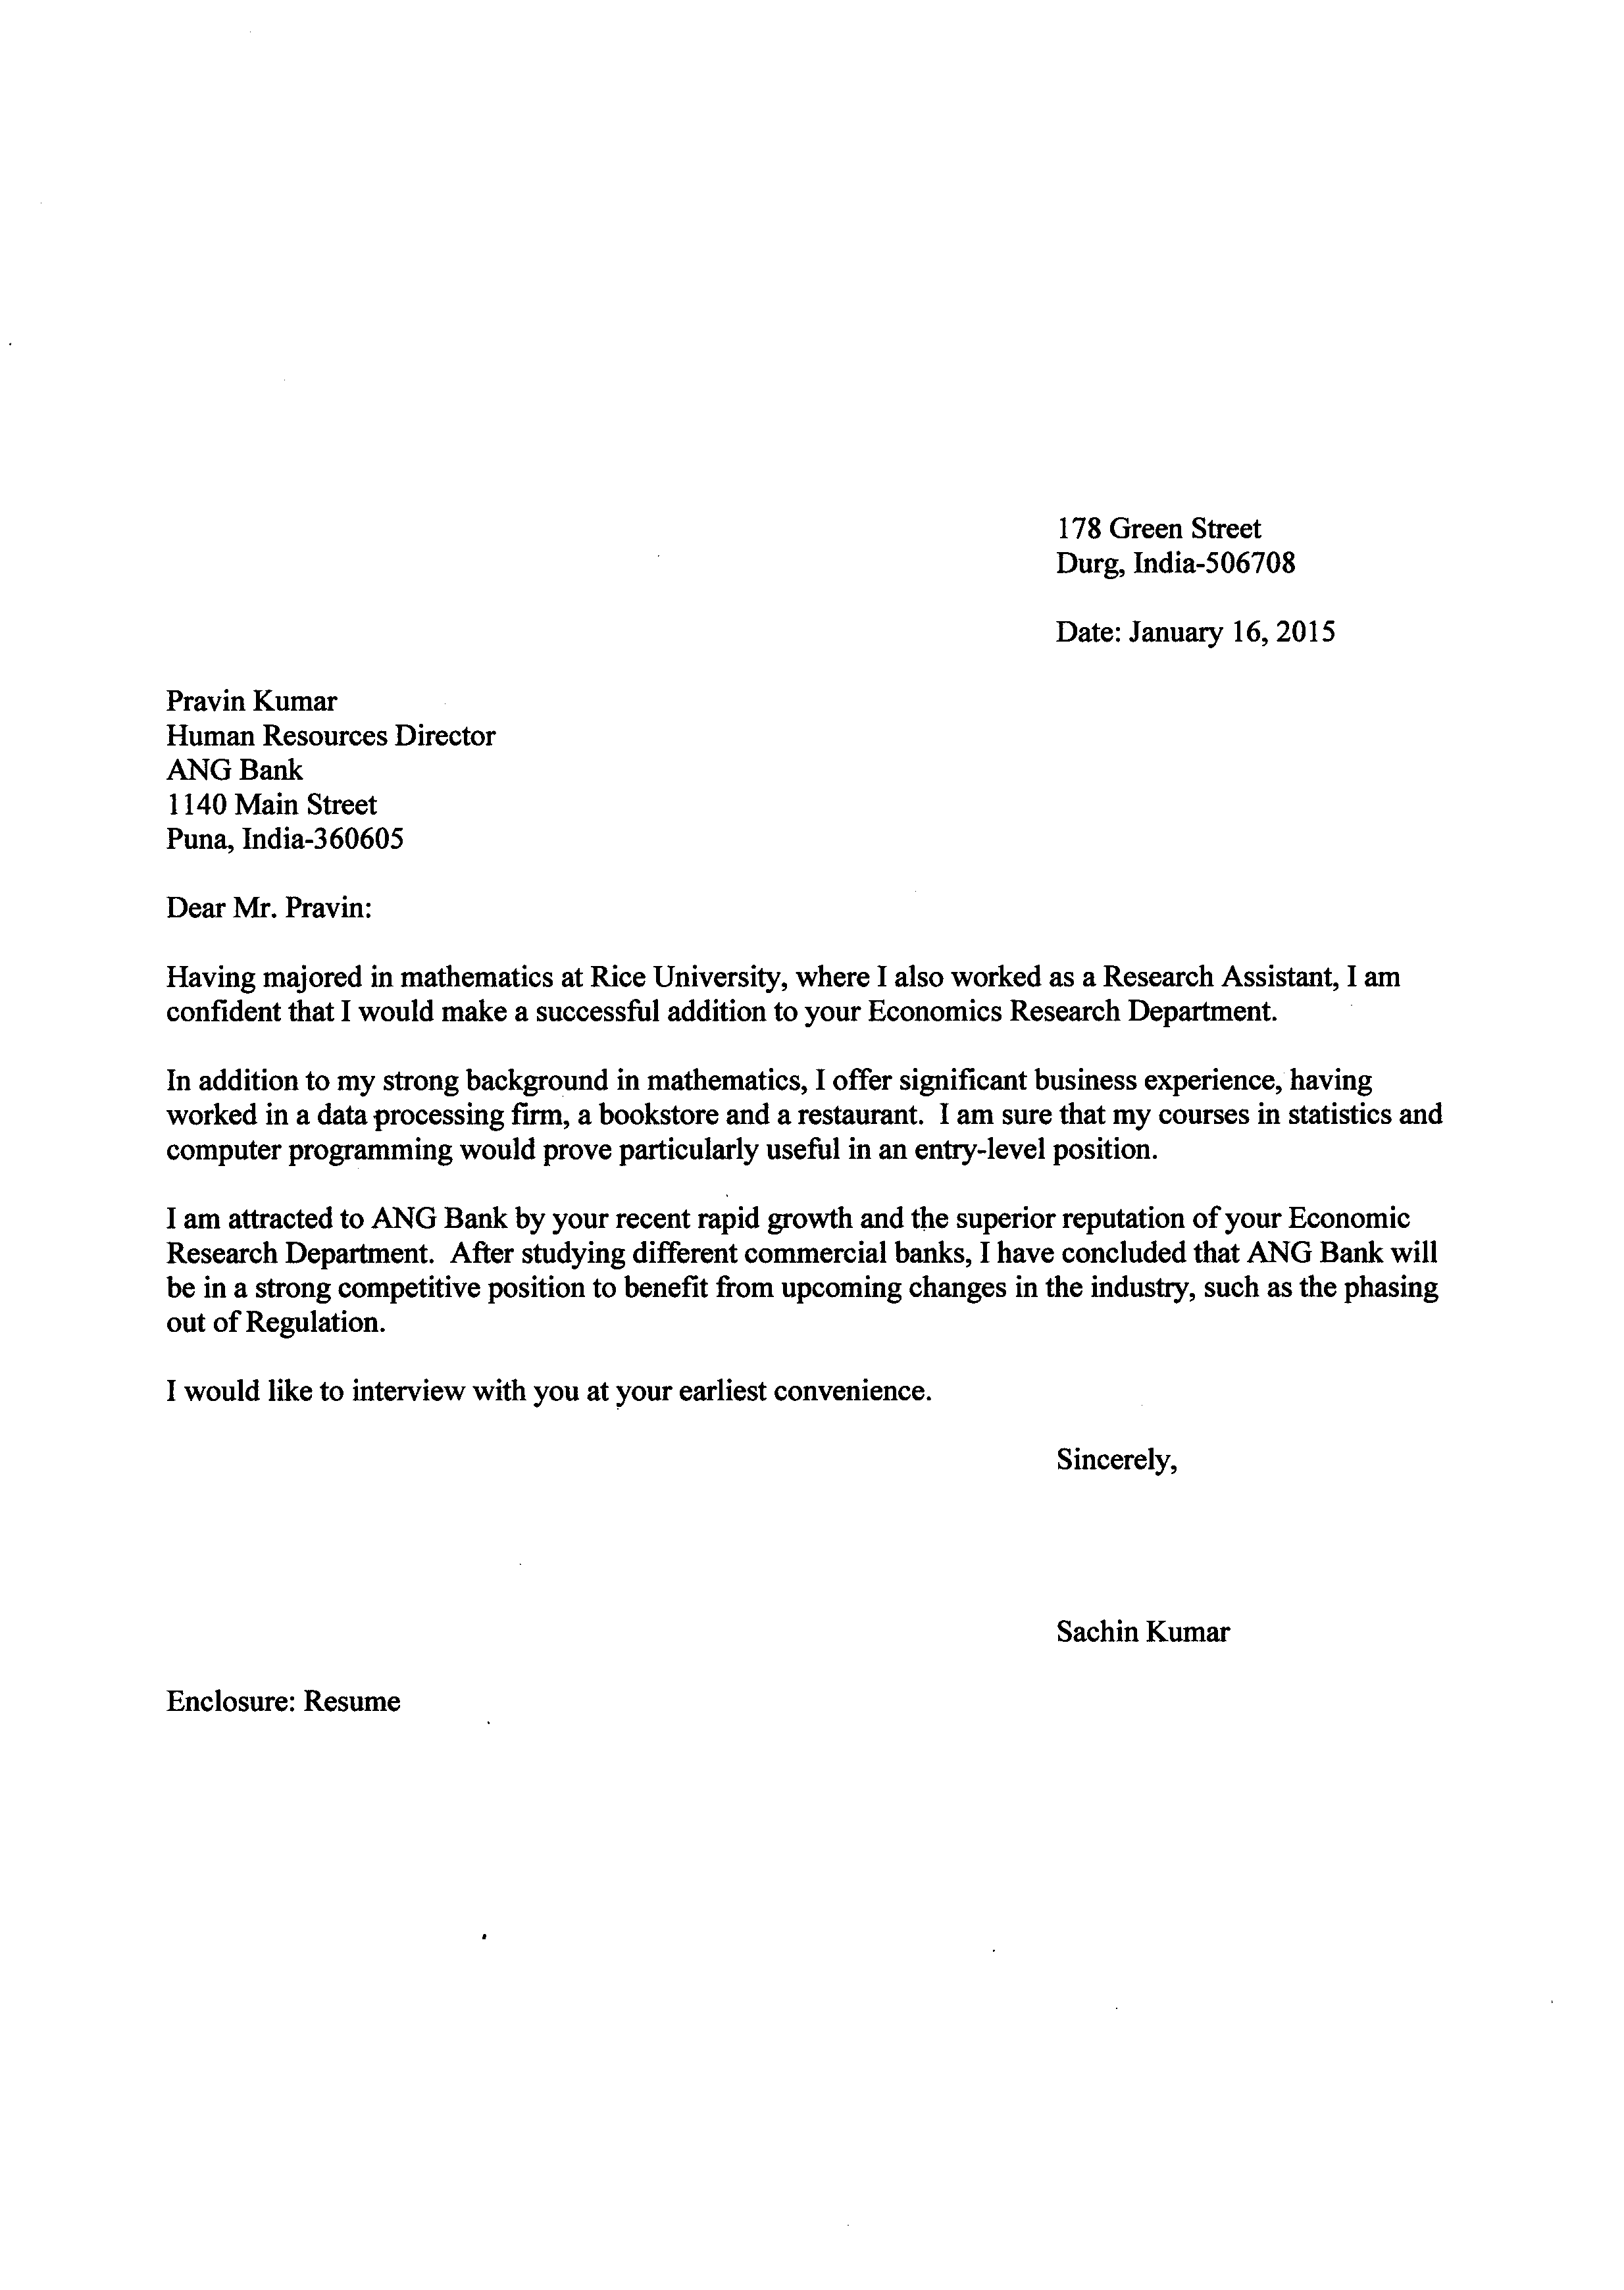 178 Green Street
Durg, India-506708
Date: January 16, 2015
Pravin Kumar
Human Resources Director
ANG Bank
1140 Main Street
Puna, India-360605
Dear Mr. Pravin:
Having majored in mathematics at Rice University, where I also worked as a Research Assistant, I am
confident that I would make a successful addition to your Economics Research Department.
In addition to my strong background in mathematics, I offer significant business experience, having
worked in a data processing firm, a bookstore and a restaurant.  I am sure that my courses in statistics and
computer programming would prove particularly useful in an entry-level position.
I am attracted to ANG Bank by your recent rapid growth and the superior reputation of your Economic
Research Department.  After studying different commercial banks, I have concluded that ANG Bank will
be in a strong competitive position to benefit from upcoming changes in the industry, such as the phasing
out of Regulation.
I would like to interview with you at your earliest convenience.
Sincerely,
Sachin Kumar
Enclosure: Resume